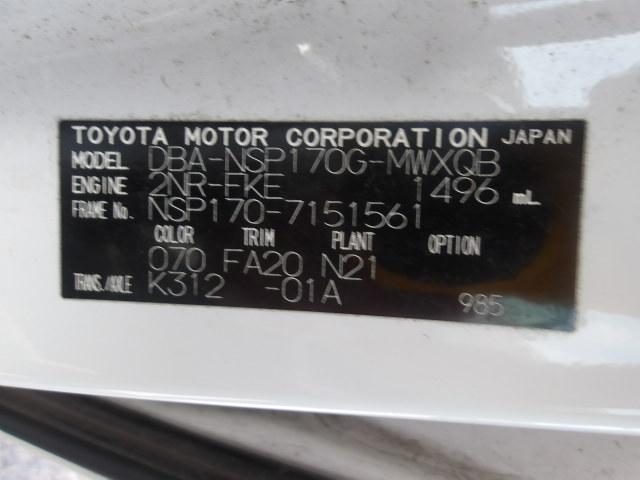 TOYOTA MOTOR CORPORATION JAPAN
MODEL DBA-NSP170G-MWXQB
ENGINE 2NR-FKE 1496 mL
FRAME No. NSP170-7151561
COLOR TRIM PLANT OPTION
070 FA20 N21
TRANS./AXLE K312 -01A
985